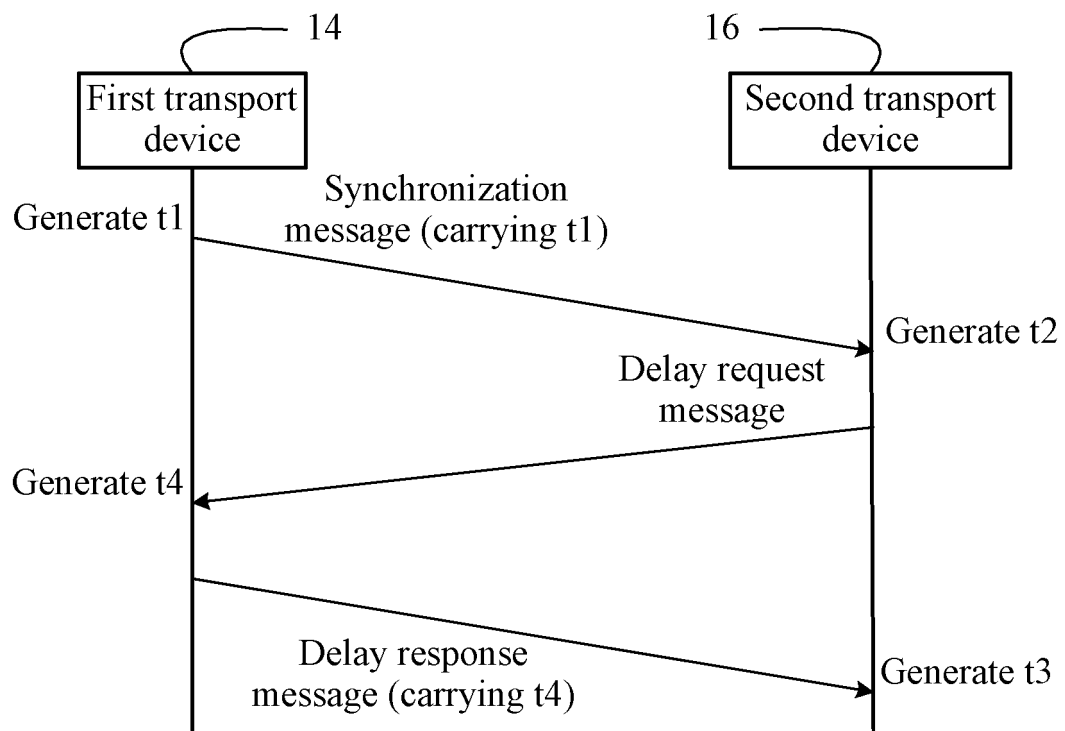 14
16
First transport
device
Second transport
device
Generate t1
Synchronization
message (carrying t1)
Generate t2
Delay request
message
Generate t4
Delay response
message (carrying t4)
Generate t3